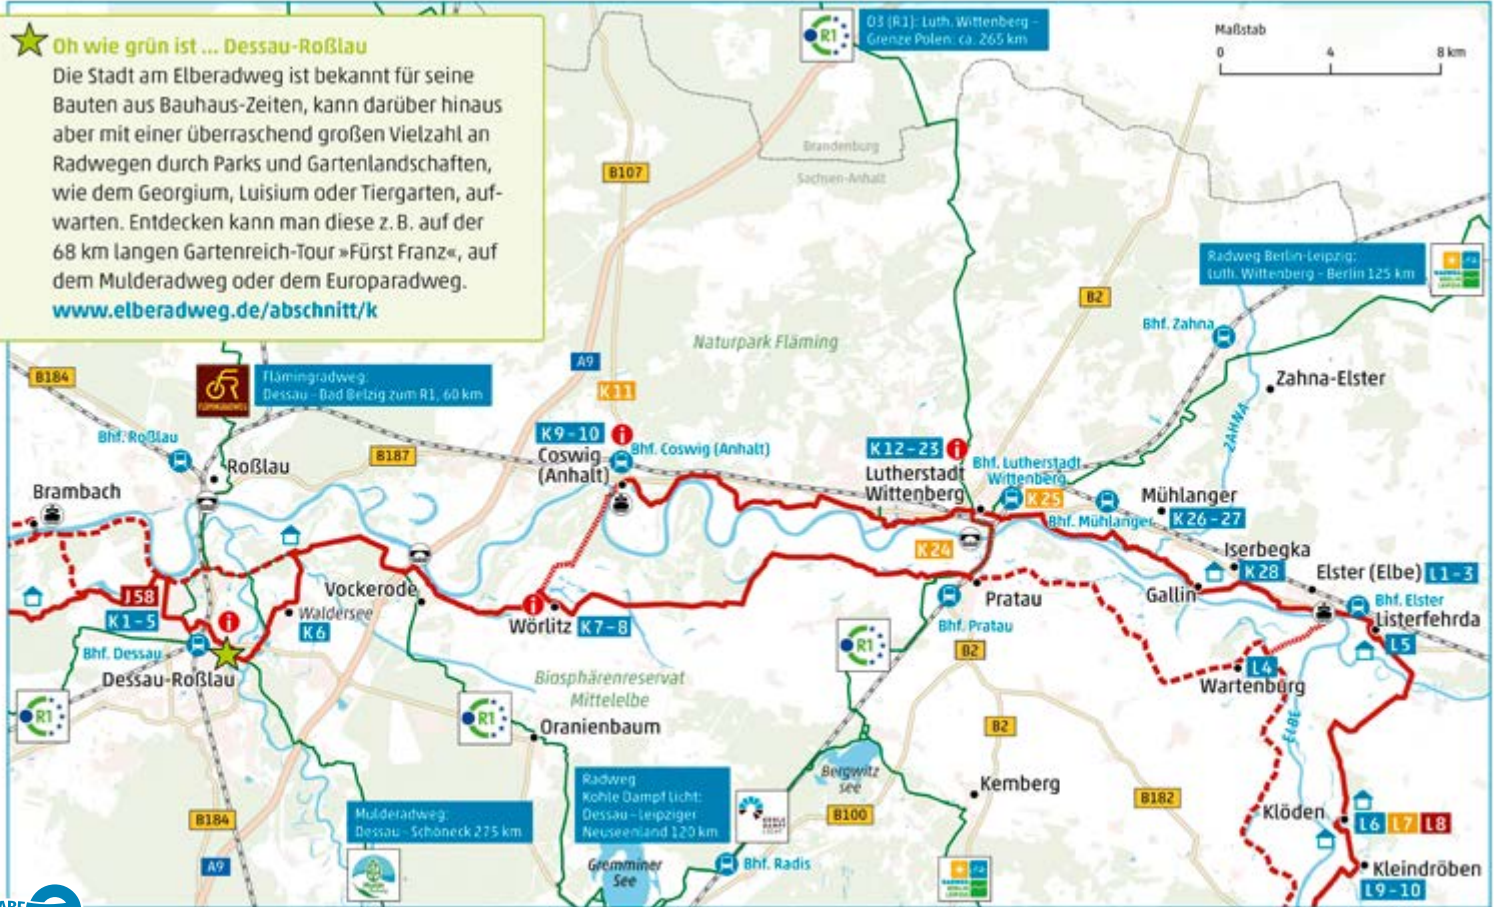 Oh wie grün ist ... Dessau-Roßlau
Die Stadt am Elberadweg ist bekannt für seine
Bauten aus Bauhaus-Zeiten, kann darüber hinaus
aber mit einer überraschend großen Vielzahl an
Radwegen durch Parks und Gartenlandschaften,
wie dem Georgium, Luisium oder Tiergarten, auf-
warten. Entdecken kann man diese z. B. auf der
68 km langen Gartenreich-Tour »Fürst Franz«, auf
dem Mulderadweg oder dem Europaradweg.
www.elberadweg.de/abschnitt/k
R1
D3 (R1): Luth. Wittenberg -
Grenze Polen: ca. 265 km
Maßstab
0 4 8 km
B107
Brandenburg
Sachsen-Anhalt
Radweg Berlin-Leipzig:
Luth. Wittenberg - Berlin 125 km
B2
Bhf. Zahna
Naturpark Fläming
A9
B184
Flämingradweg:
Dessau - Bad Belzig zum R1, 60 km
K11
Zahna-Elster
ZAHNA
Bhf. Roßlau
Roßlau
B187
K9-10
Coswig
(Anhalt)
Bhf. Coswig (Anhalt)
K12-23
Lutherstadt
Wittenberg
Bhf. Lutherstadt
Wittenberg
K25
Bhf. Mühlanger
Mühlanger
K26-27
Brambach
K24
Iserbegka
K28
Elster (Elbe)
L1-3
J58
K1-5
Vockerode
Waldersee
K6
Wörlitz
K7-8
Pratau
Bhf. Pratau
Gallin
Bhf. Elster
Listerfehrda
L5
Bhf. Dessau
Dessau-Roßlau
R1
B2
L4
Wartenburg
Biosphärenreservat
Mittelelbe
R1
R1
Oranienbaum
B2
ELBE
Bergwitz
see
Kemberg
B182
Radweg
Kohle Dampf Licht:
Dessau - Leipziger
Neuseenland 120 km
B100
Klöden
L6
L7
L8
B184
Mulderadweg:
Dessau - Schöneck 275 km
A9
Gremminer
See
Bhf. Radis
Kleindröben
L9-10